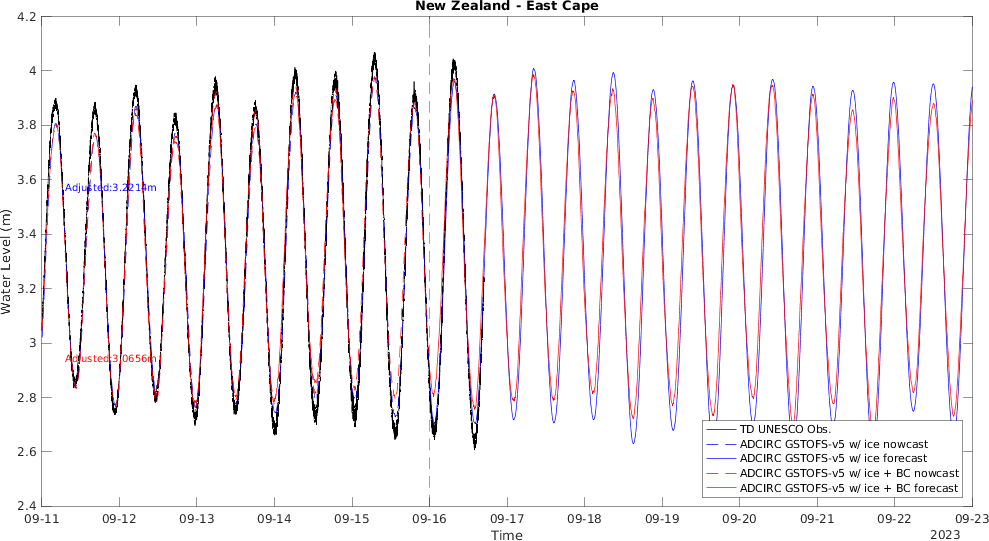 New Zealand - East Cape
4.2
4
3.8
3.6
3.4
3.2
3
2.8
2.6
2.4
Water Level (m)
Adjusted:3.2214m
Adjusted:3.0656m
TD UNESCO Obs.
ADCIRC GSTOFS-v5 w/ ice nowcast
ADCIRC GSTOFS-v5 w/ ice forecast
ADCIRC GSTOFS-v5 w/ ice + BC nowcast
ADCIRC GSTOFS-v5 w/ ice + BC forecast
09-11 09-12 09-13 09-14 09-15 09-16 09-17 09-18 09-19 09-20 09-21 09-22 09-23
Time
2023